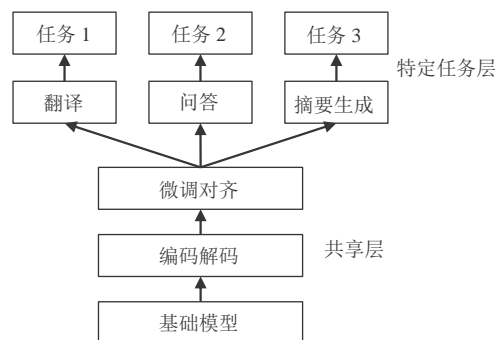 任务 1
任务 2
任务 3
特定任务层
翻译
问答
摘要生成
微调对齐
编码解码
共享层
基础模型